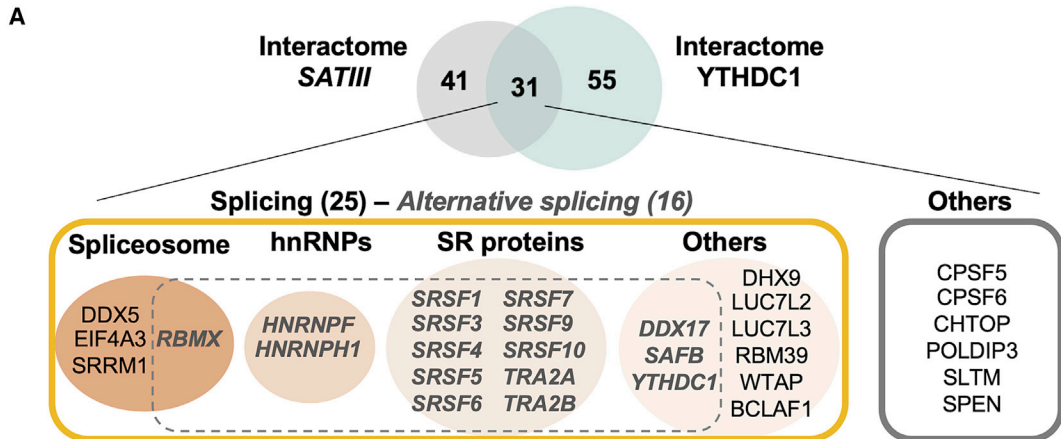 A
Interactome
SATIII
41
31
55
Interactome
YTHDC1
Splicing (25) – Alternative splicing (16)
Others
Spliceosome
hnRNPs
SR proteins
Others
DDX5
EIF4A3
SRRM1
RBMX
HNRNPF
HNRNPH1
SRSF1 SRSF7
SRSF3 SRSF9
SRSF4 SRSF10
SRSF5 TRA2A
SRSF6 TRA2B
DDX17
SAFB
YTHDC1
DHX9
LUC7L2
LUC7L3
RBM39
WTAP
BCLAF1
CPSF5
CPSF6
CHTOP
POLDIP3
SLTM
SPEN